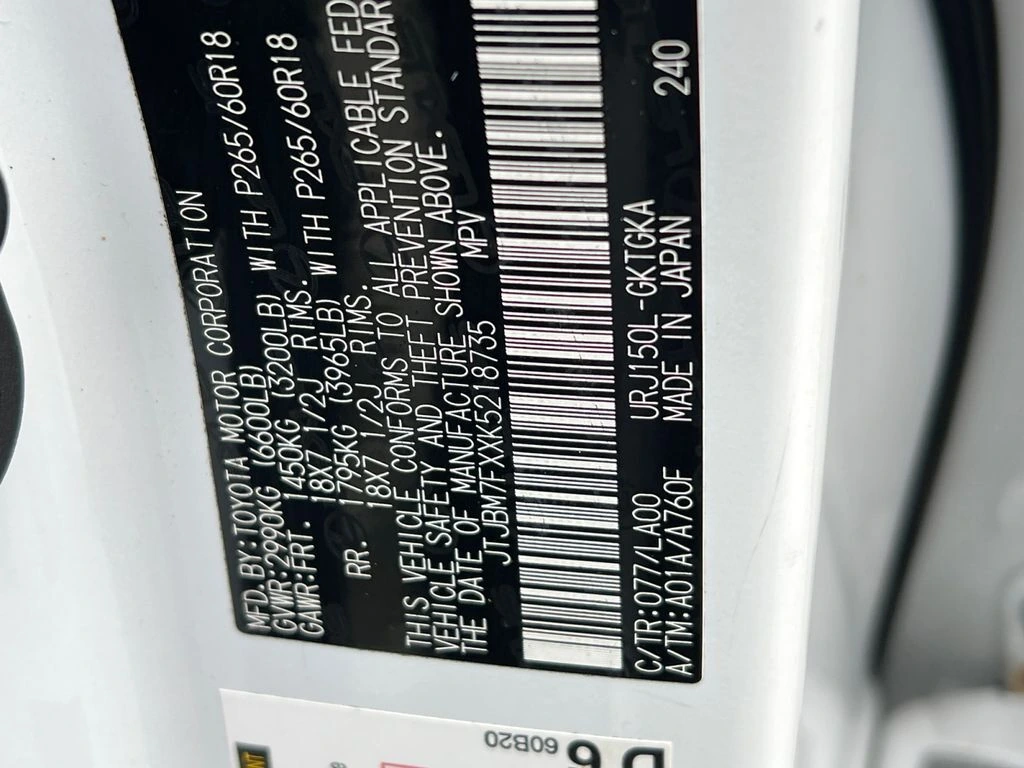 MFD.BY:TOYOTA MOTOR CORPORATION
GVWR:2990KG (6600LB)
GAWR:FRT. 1450KG (3200LB) WITH P265/60R18
18X7 1/2J RIMS.
RR. 1795KG (3965LB) WITH P265/60R18
18X7 1/2J RIMS.
THIS VEHICLE CONFORMS TO ALL APPLICABLE FED
VEHICLE SAFETY AND THEFT PREVENTION STANDAR
THE DATE OF MANUFACTURE SHOWN ABOVE.
JTJBM7FXXK5218735 MPV
C/TR:077/LA00 URJ150L-GKTGKA
A/TM:A01A/A760F MADE IN JAPAN 240
60B20